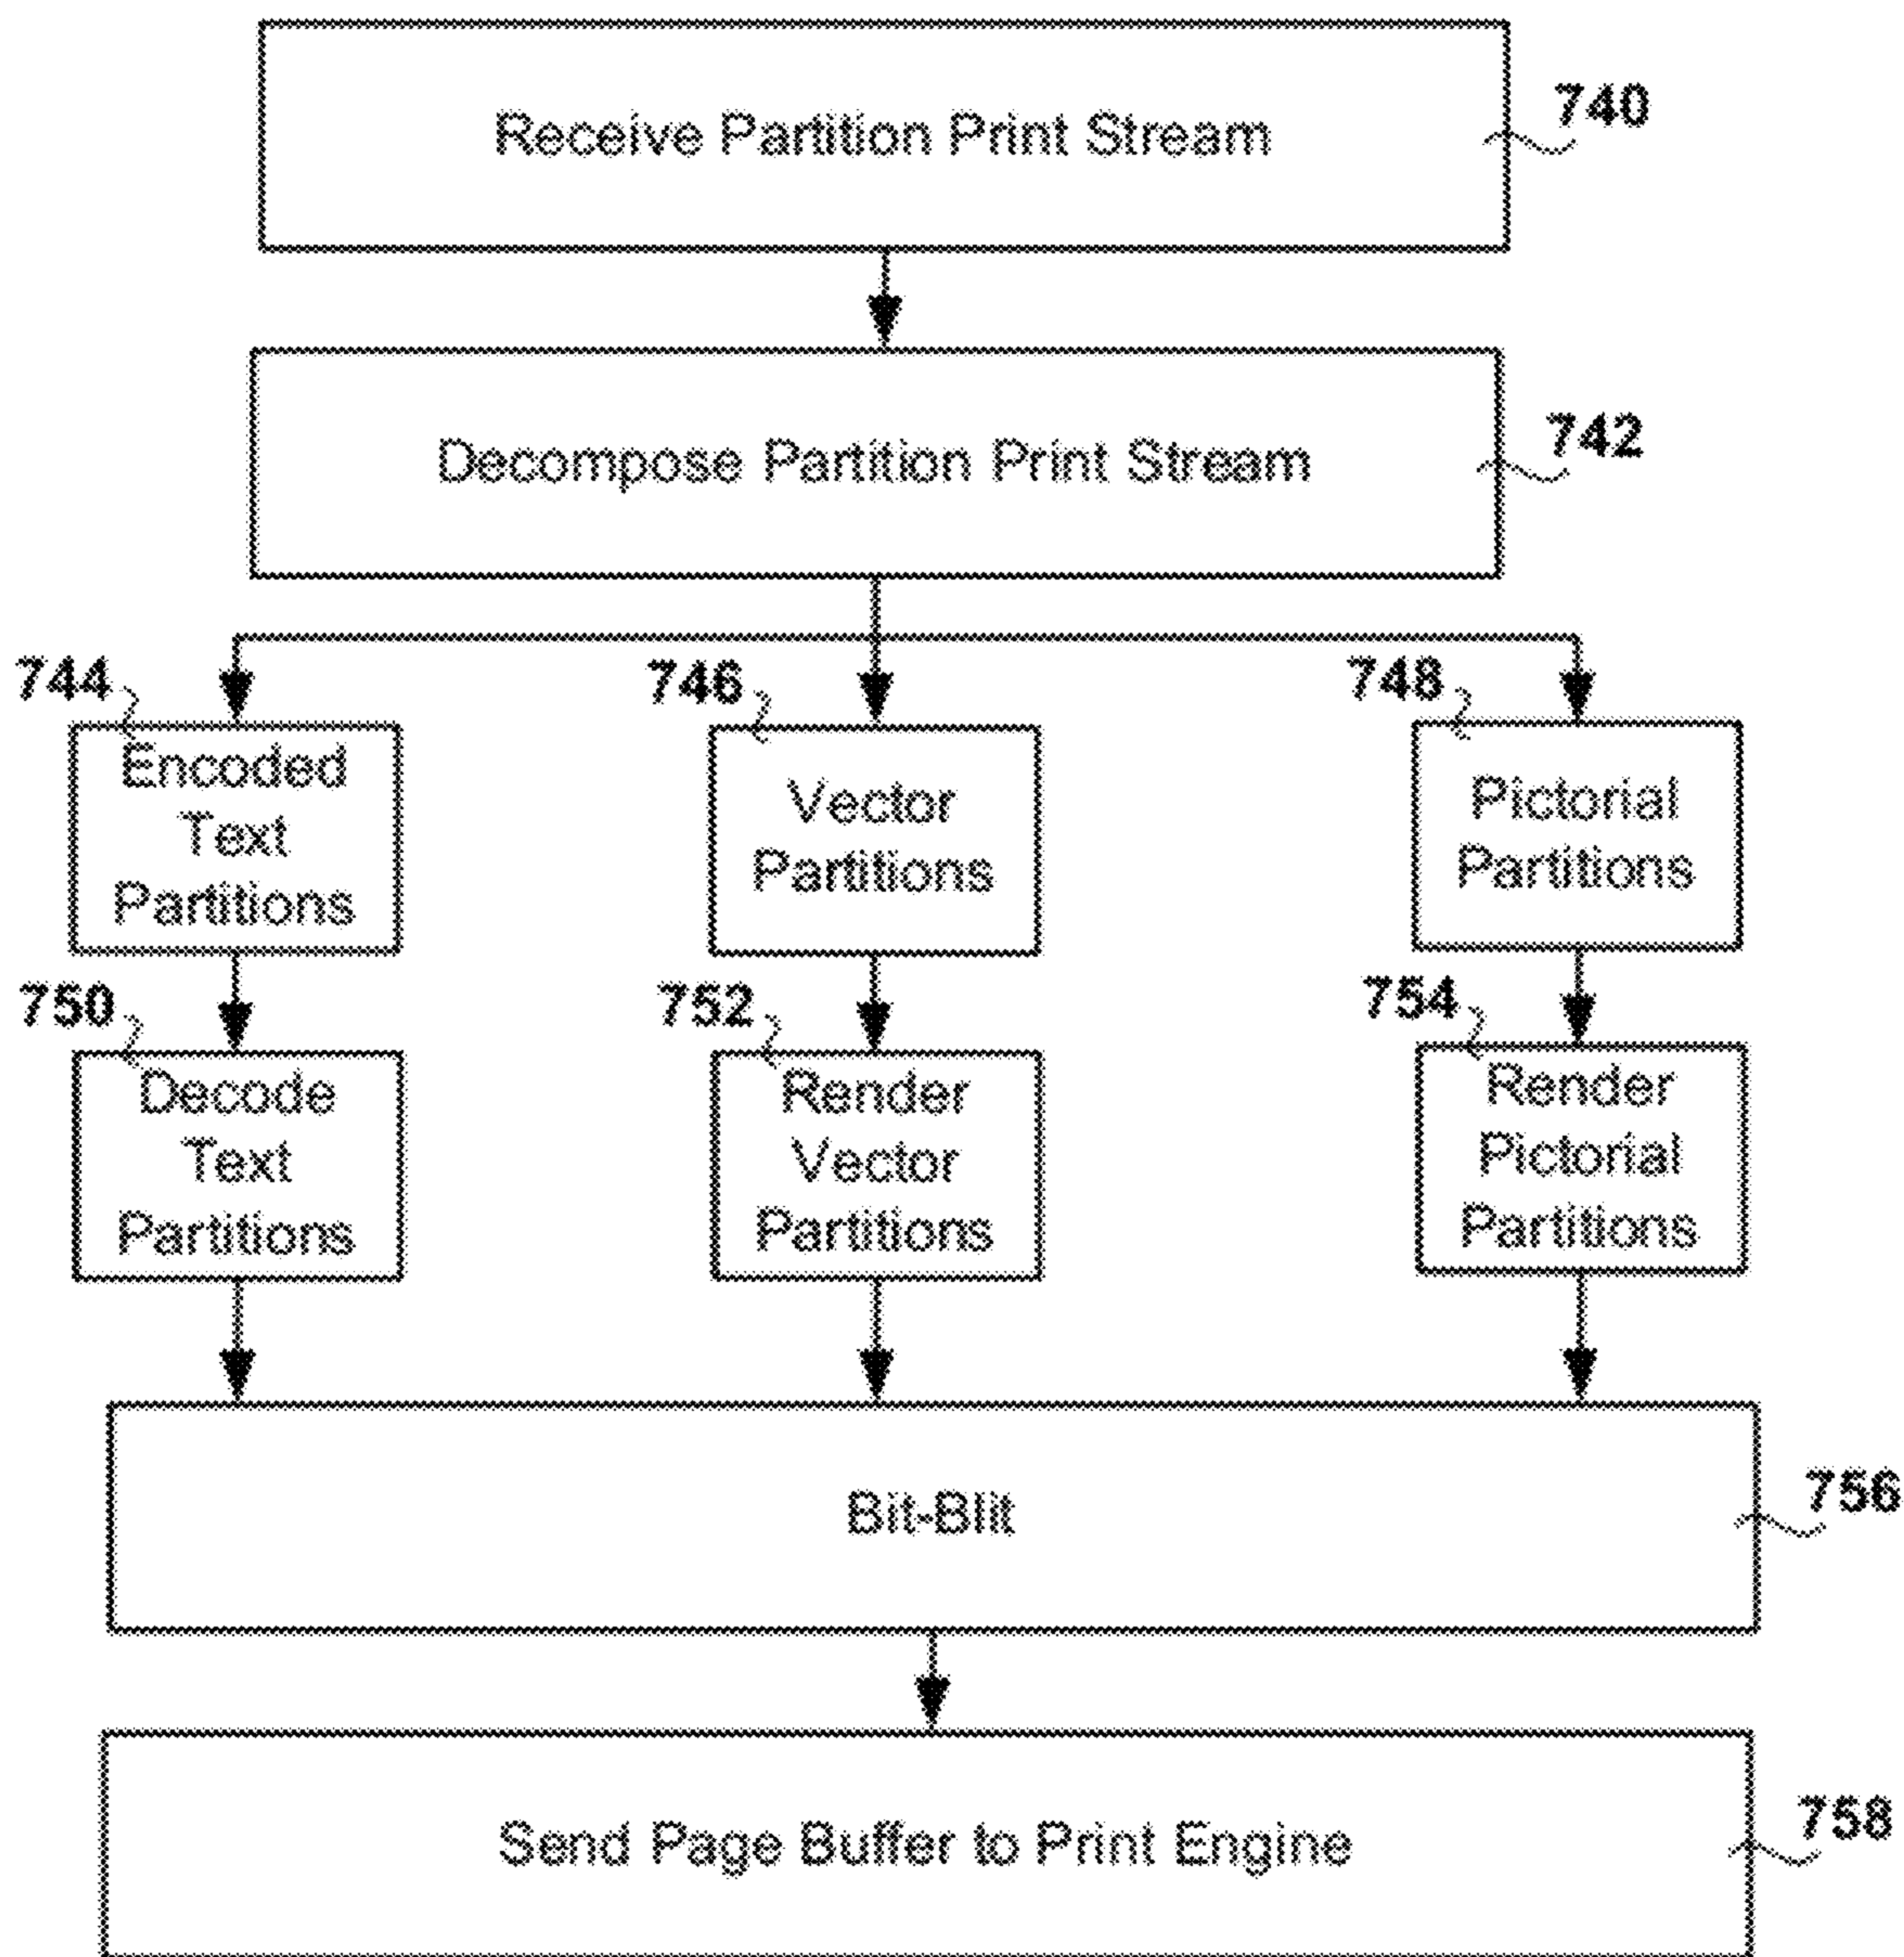 Receive Partition Print Stream
740
Decompose Partition Print Stream
742
744
746
748
Encoded
Text
Partitions
Vector
Partitions
Pictorial
Partitions
750
752
754
Decode
Text
Partitions
Render
Vector
Partitions
Render
Pictorial
Partitions
Bit-Blit
756
Send Page Buffer to Print Engine
758